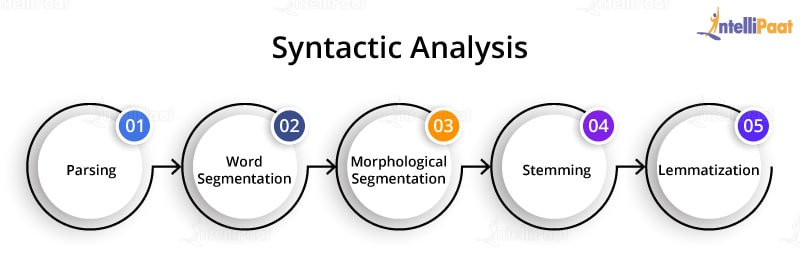 intelliPaat
Syntactic Analysis
01
Parsing
02
Word
Segmentation
03
Morphological
Segmentation
04
Stemming
05
Lemmatization